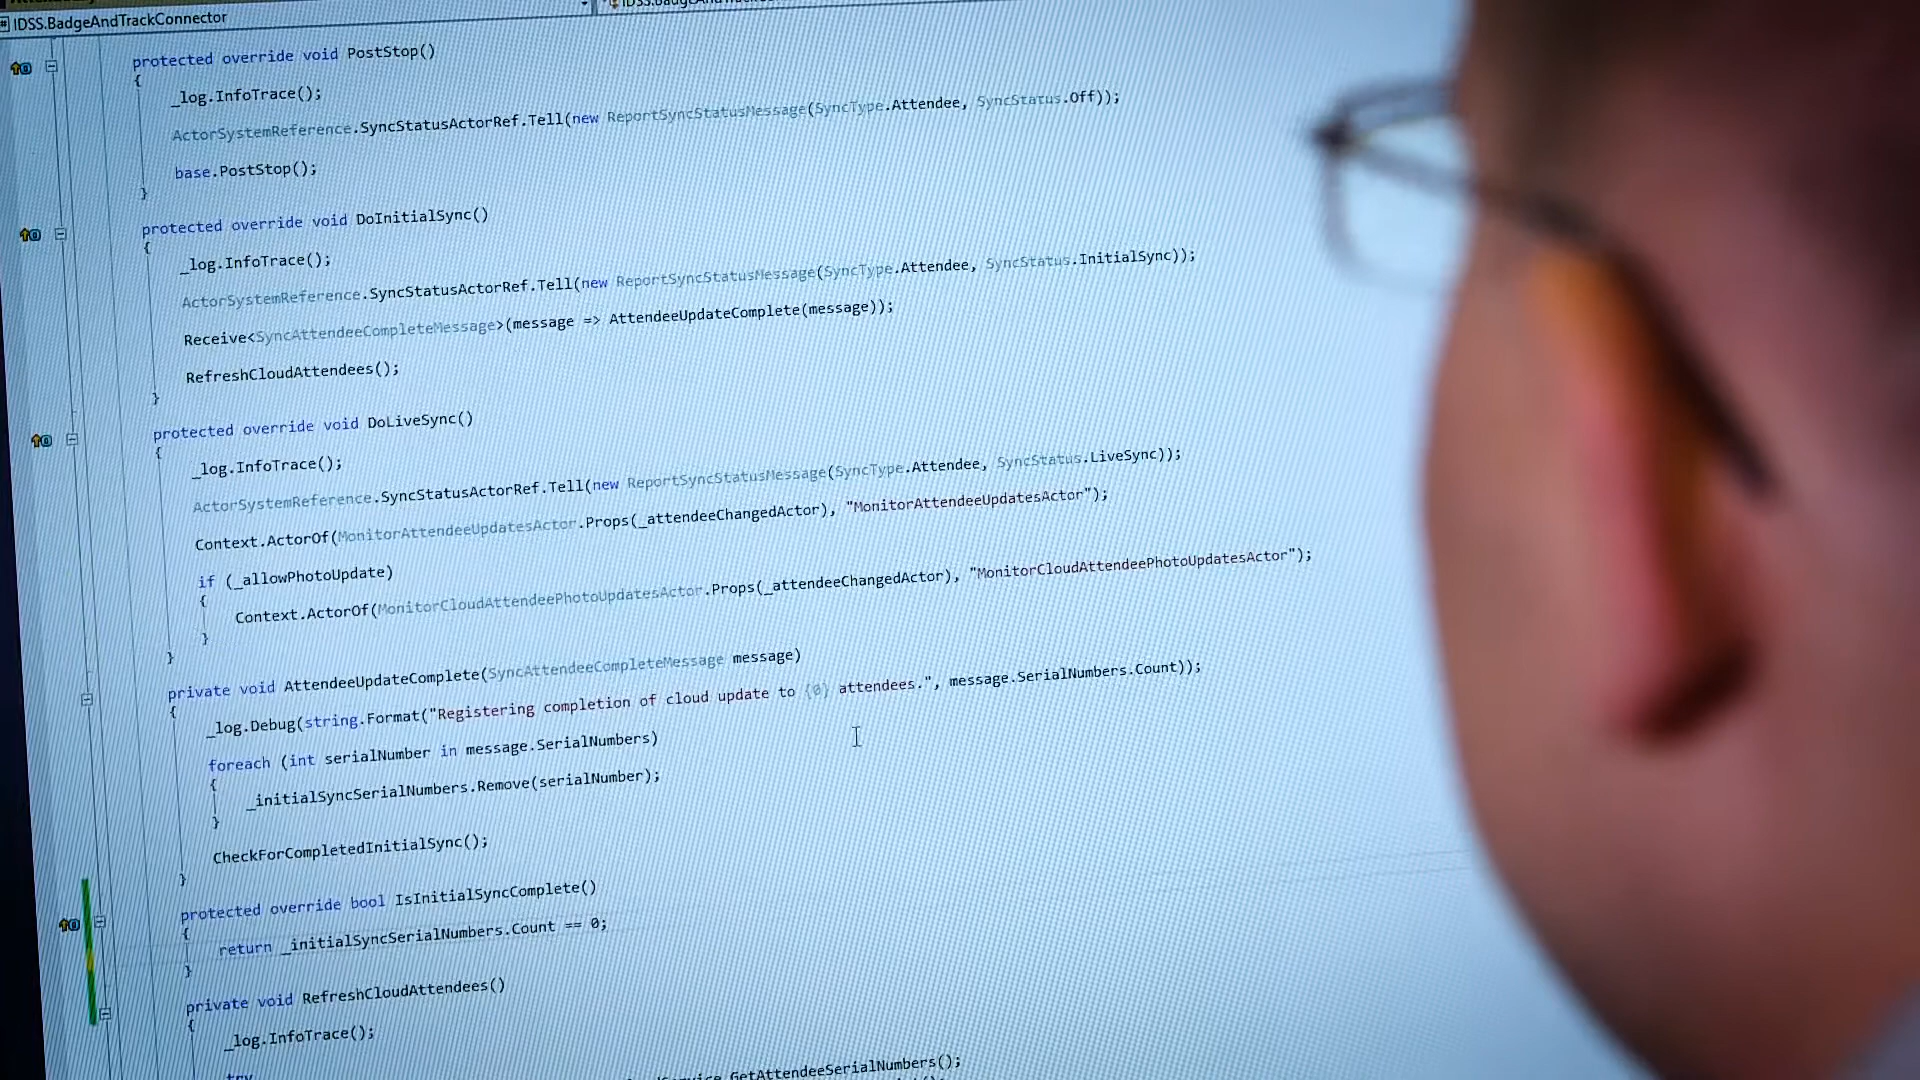 IDSS.BadgeAndTrackConnector
protected override void PostStop()
{
_log.InfoTrace();
ActorSystemReference.SyncStatusActorRef.Tell(new ReportSyncStatusMessage(SyncType.Attendee, SyncStatus.Off));
base.PostStop();
}
protected override void DoInitialSync()
{
_log.InfoTrace();
ActorSystemReference.SyncStatusActorRef.Tell(new ReportSyncStatusMessage(SyncType.Attendee, SyncStatus.InitialSync));
Receive<SyncAttendeeCompleteMessage>(message => AttendeeUpdateComplete(message));
RefreshCloudAttendees();
}
protected override void DoLiveSync()
{
_log.InfoTrace();
ActorSystemReference.SyncStatusActorRef.Tell(new ReportSyncStatusMessage(SyncType.Attendee, SyncStatus.LiveSync));
Context.ActorOf(MonitorAttendeeUpdatesActor.Props(_attendeeChangedActor), "MonitorAttendeeUpdatesActor");
if (_allowPhotoUpdate)
{
Context.ActorOf(MonitorCloudAttendeePhotoUpdatesActor.Props(_attendeeChangedActor), "MonitorCloudAttendeePhotoUpdatesActor");
}
}
private void AttendeeUpdateComplete(SyncAttendeeCompleteMessage message)
{
_log.Debug(string.Format("Registering completion of cloud update to {0} attendees.", message.SerialNumbers.Count));
foreach (int serialNumber in message.SerialNumbers)
{
_initialSyncSerialNumbers.Remove(serialNumber);
}
CheckForCompletedInitialSync();
}
protected override bool IsInitialSyncComplete()
{
return _initialSyncSerialNumbers.Count == 0;
}
private void RefreshCloudAttendees()
{
_log.InfoTrace();
try
GetAttendeeSerialNumbers();